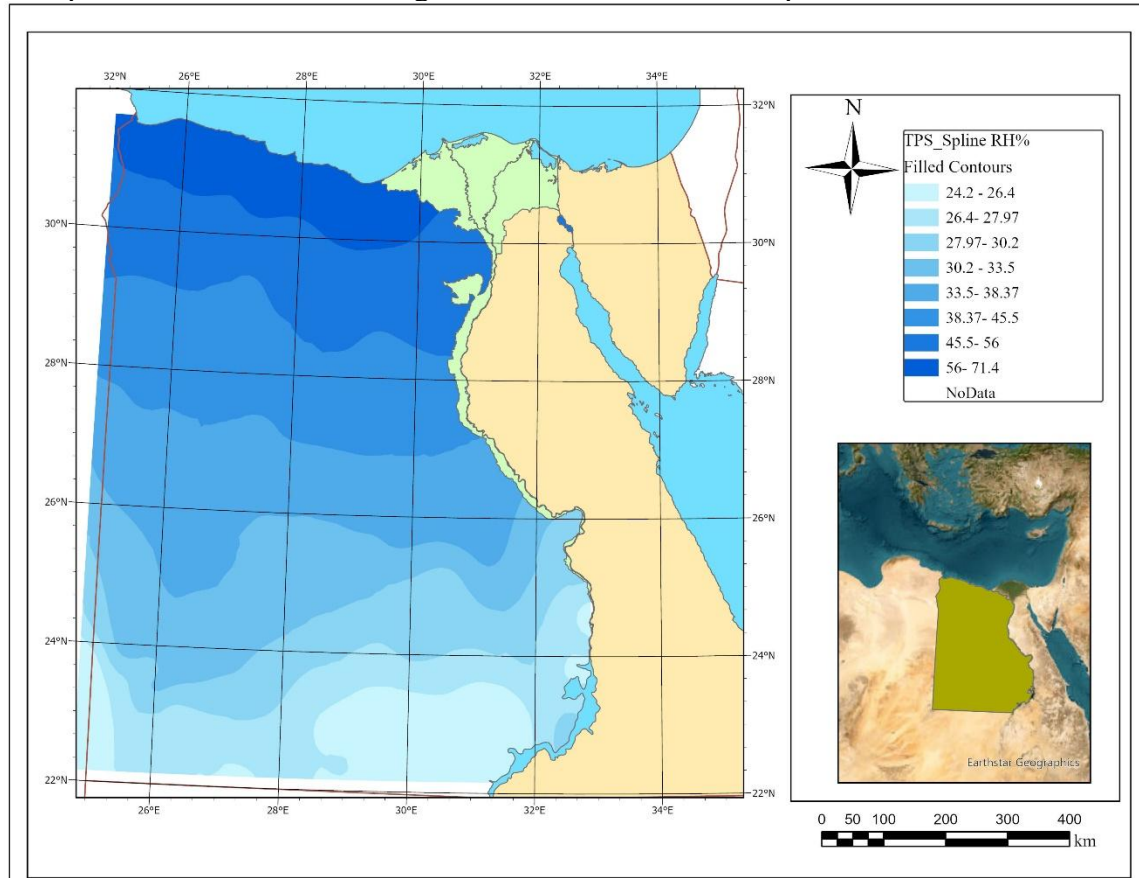 32°N 26°E 28°E 30°E 32°E 34°E
32°N
30°N 30°N
28°N 28°N
26°N 26°N
24°N 24°N
22°N 22°N
26°E 28°E 30°E 32°E 34°E
N
TPS_Spline RH%
Filled Contours
24.2 - 26.4
26.4- 27.97
27.97- 30.2
30.2 - 33.5
33.5- 38.37
38.37- 45.5
45.5- 56
56- 71.4
NoData
Earthstar Geographics
0 50 100 200 300 400
km